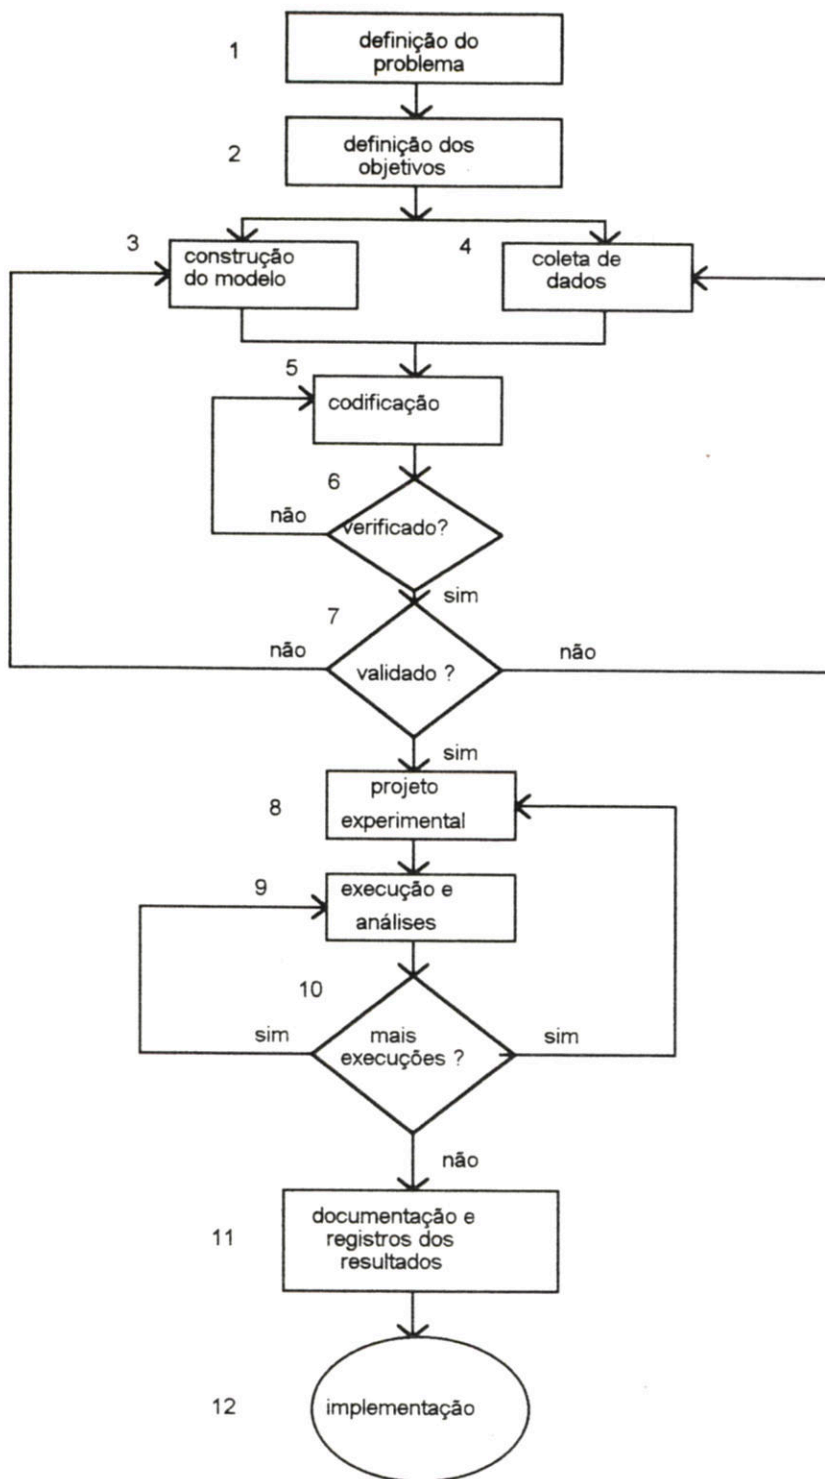 1
definição do
problema
2
definição dos
objetivos
3
construção
do modelo
4
coleta de
dados
5
codificação
6
não
verificado?
sim
7
não
validado ?
não
sim
8
projeto
experimental
9
execução e
análises
10
sim
mais
execuções ?
sim
não
11
documentação e
registros dos
resultados
12
implementação